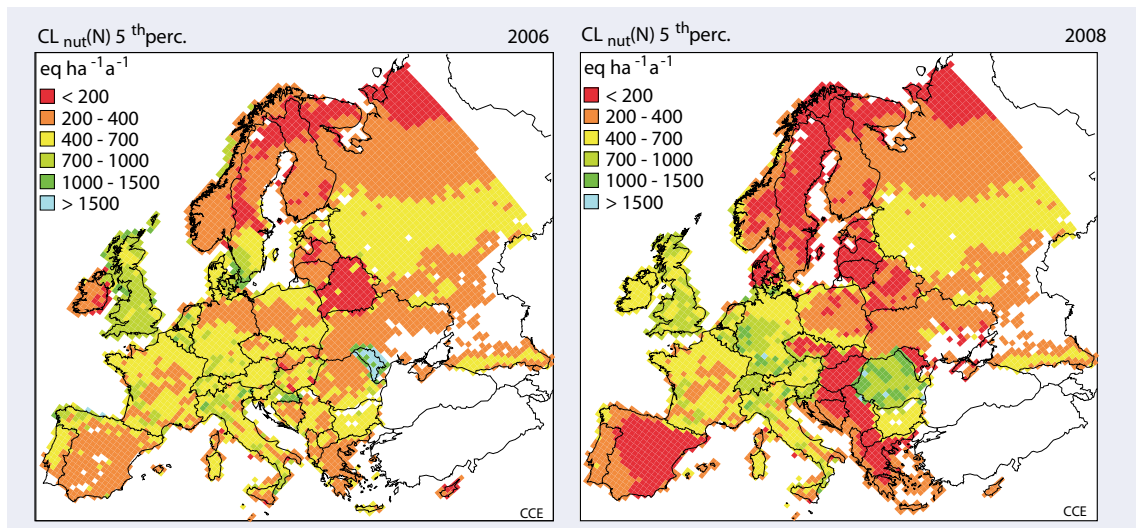 CL nut(N) 5 th perc. 2006
eq ha -1 a -1
< 200
200 - 400
400 - 700
700 - 1000
1000 - 1500
> 1500
CCE
CL nut(N) 5 th perc. 2008
eq ha -1 a -1
< 200
200 - 400
400 - 700
700 - 1000
1000 - 1500
> 1500
CCE